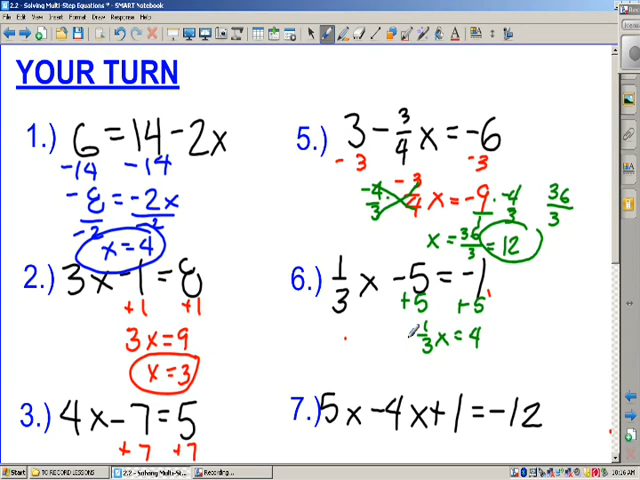 2.2 - Solving Multi-Step Equations * - SMART Notebook
File Edit View Insert Format Draw Help
YOUR TURN
1.) 6 = 14 - 2x
-14 -14
-8 = -2x
-2 -2
x = 4
2.) 3x - 1 = 8
+1 +1
3x = 9
x = 3
3.) 4x - 7 = 5
+7 +7
5.) 3 - 3/4 x = -6
-3 -3
-4/3 · -3/4 x = -9/1 · -4/3 36/3
x = 36/3 = 12
6.) 1/3 x - 5 = -1
+5 +5
1/3 x = 4
7.) 5x - 4x + 1 = -12
Start TO RECORD LESSONS 2.2 - Solving Multi-St... Recording... 10:16 AM